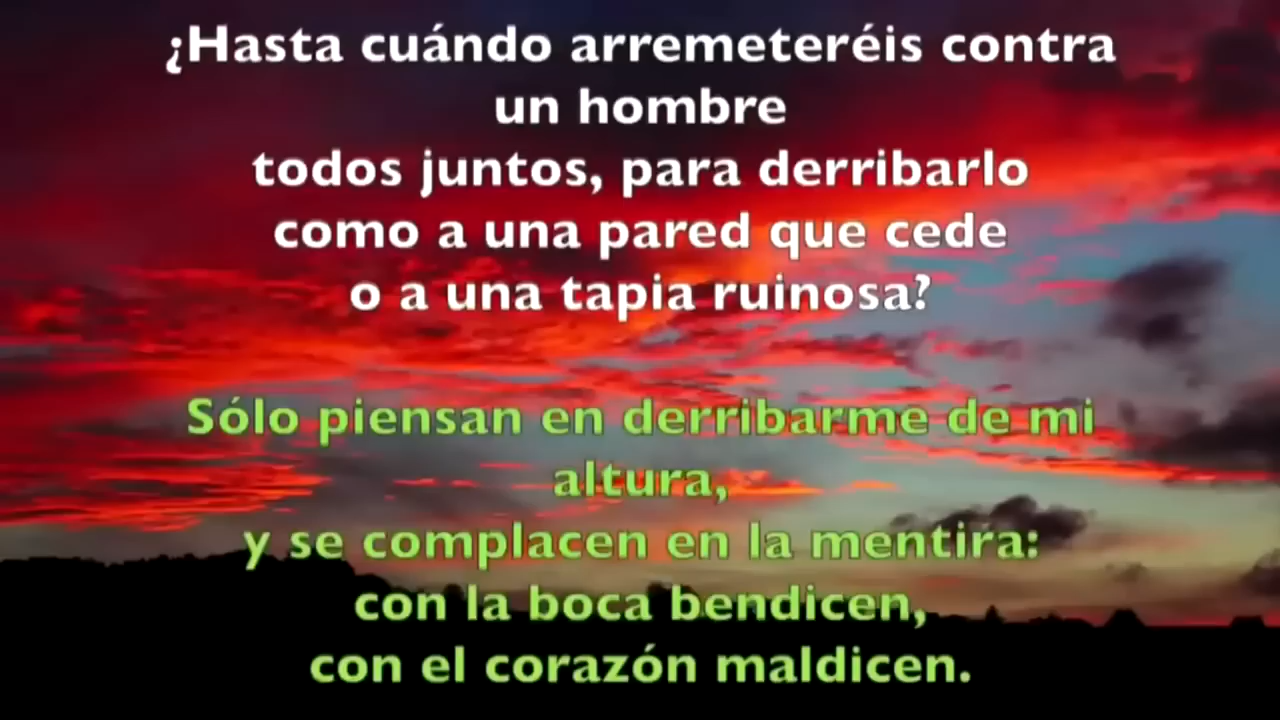 ¿Hasta cuándo arremeteréis contra
un hombre
todos juntos, para derribarlo
como a una pared que cede
o a una tapia ruinosa?
Sólo piensan en derribarme de mi
altura,
y se complacen en la mentira:
con la boca bendicen,
con el corazón maldicen.